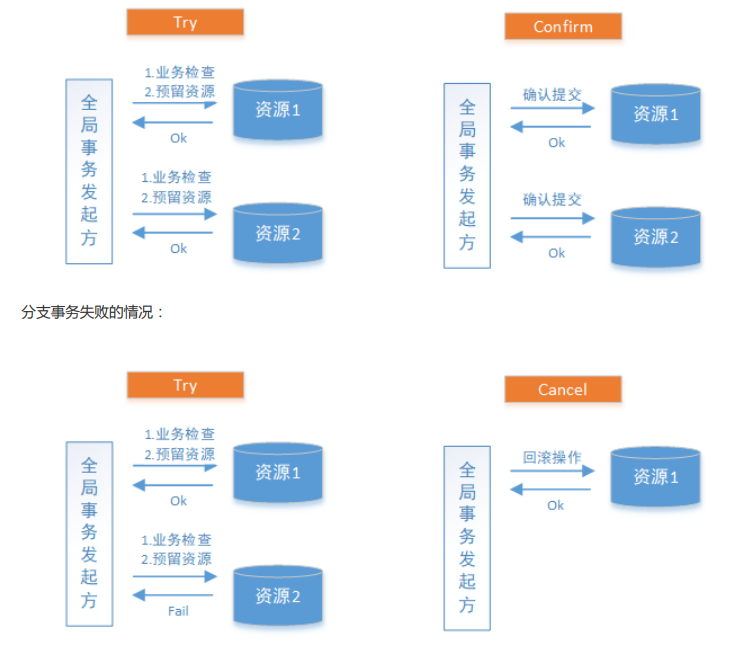 Try
1.业务检查
2.预留资源
Ok
资源1
全局事务发起方
1.业务检查
2.预留资源
Ok
资源2
Confirm
确认提交
Ok
资源1
全局事务发起方
确认提交
Ok
资源2
分支事务失败的情况：
Try
1.业务检查
2.预留资源
Ok
资源1
全局事务发起方
1.业务检查
2.预留资源
Fail
资源2
Cancel
回滚操作
Ok
资源1
全局事务发起方